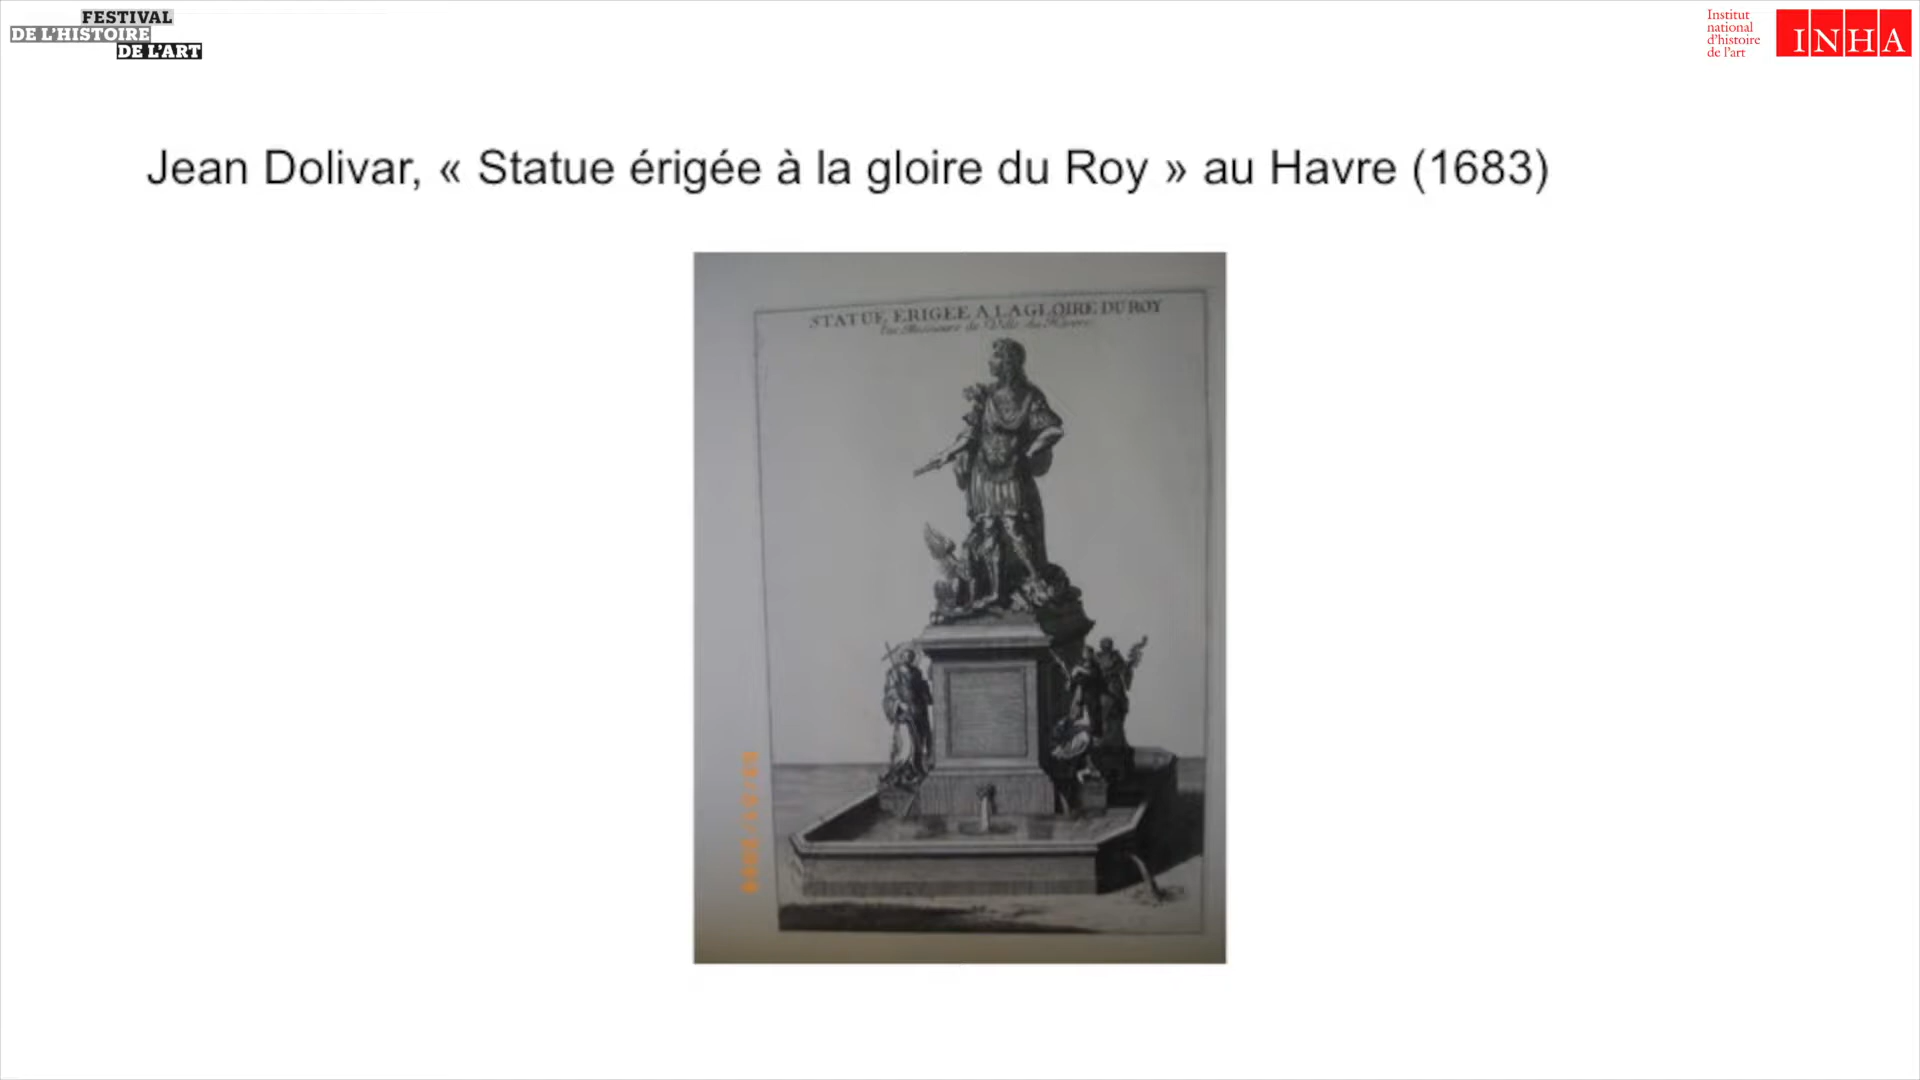 FESTIVAL
DE L'HISTOIRE
DE L'ART
Institut
national
d'histoire
de l'art
INHA
Jean Dolivar, « Statue érigée à la gloire du Roy » au Havre (1683)
STATUE ERIGEE A LA GLOIRE DU ROY